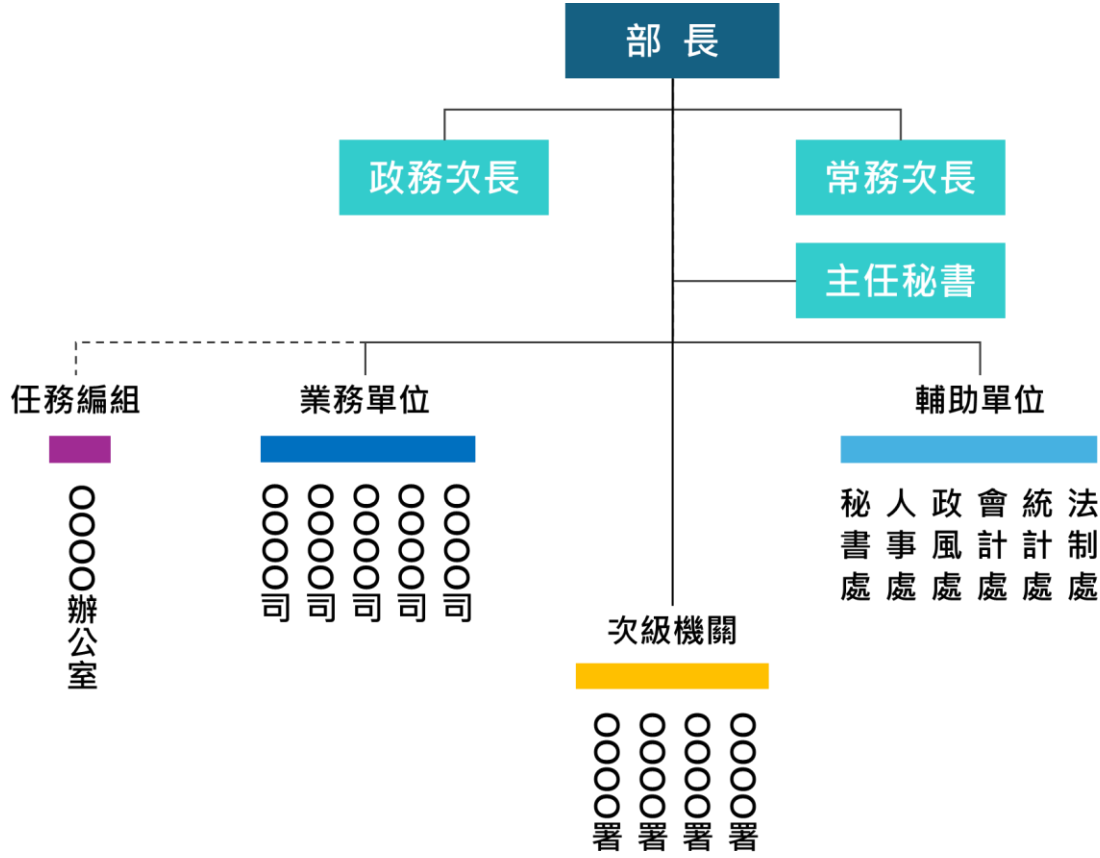 部 長
政務次長
常務次長
主任秘書
任務編組
業務單位
輔助單位
〇〇〇〇辦公室
〇〇〇〇司
〇〇〇〇司
〇〇〇〇司
〇〇〇〇司
〇〇〇〇司
秘書處
人事處
政風處
會計處
統計處
法制處
次級機關
〇〇〇〇署
〇〇〇〇署
〇〇〇〇署
〇〇〇〇署